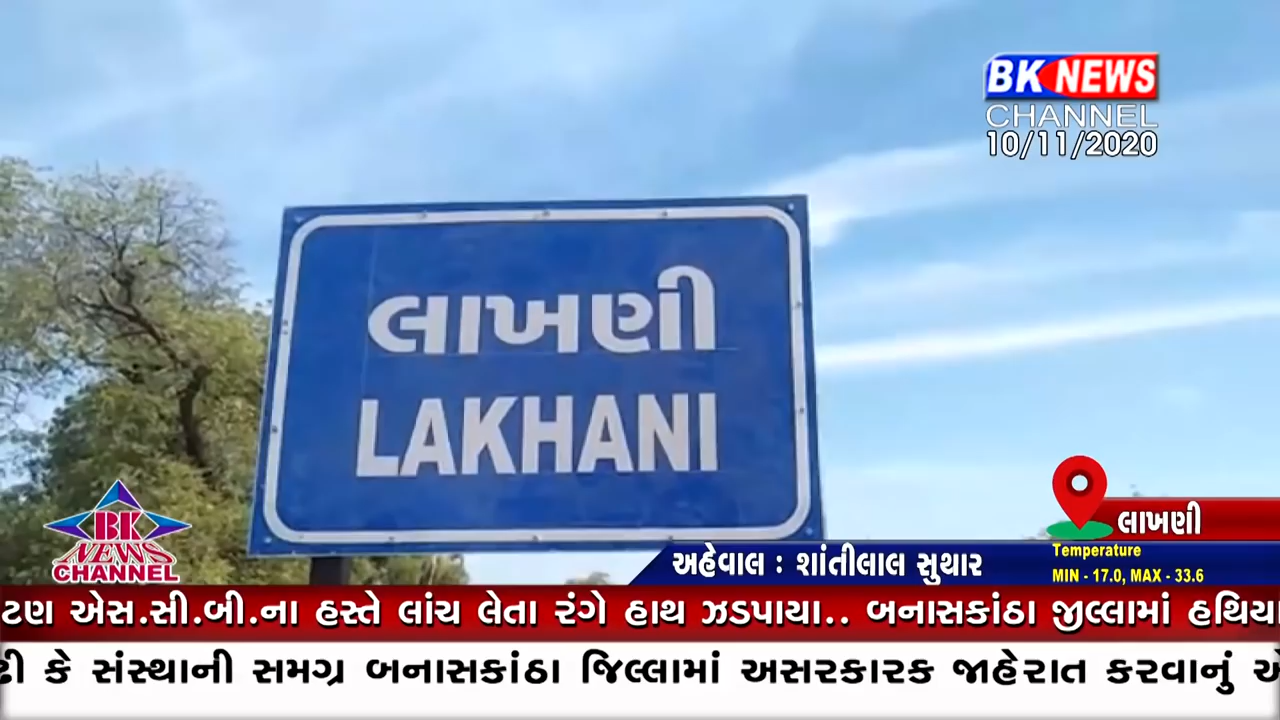 BK NEWS
CHANNEL
10/11/2020
લાખણી
LAKHANI
BK
NEWS
CHANNEL
લાખણી
અહેવાલ : શાંતીલાલ સુથાર
Temperature
MIN - 17.0, MAX - 33.6
ટણ એસ.સી.બી.ના હસ્તે લાંચ લેતા રંગે હાથ ઝડપાયા.. બનાસકાંઠા જીલ્લામાં હથિયા
ઢી કે સંસ્થાની સમગ્ર બનાસકાંઠા જિલ્લામાં અસરકારક જાહેરાત કરવાનું એ